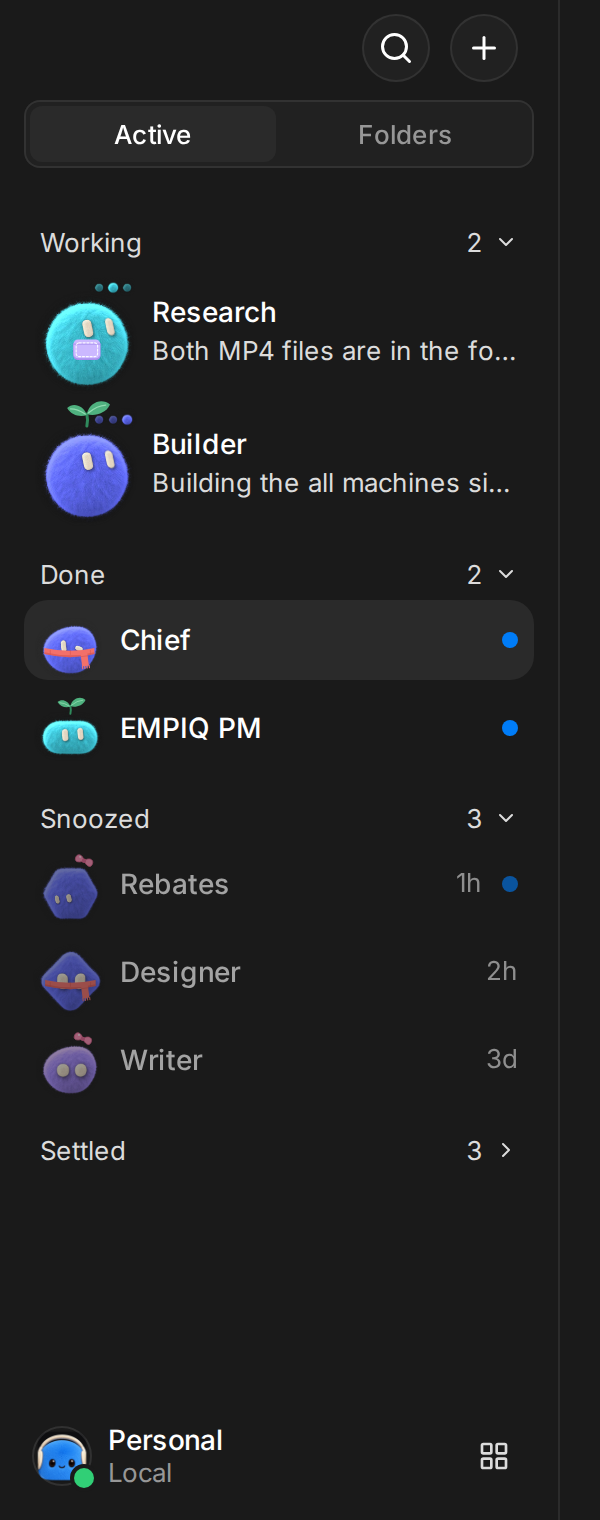 Active
Folders
Working 2
Research
Both MP4 files are in the fo...
Builder
Building the all machines si...
Done 2
Chief
EMPIQ PM
Snoozed 3
Rebates 1h
Designer 2h
Writer 3d
Settled 3
Personal
Local